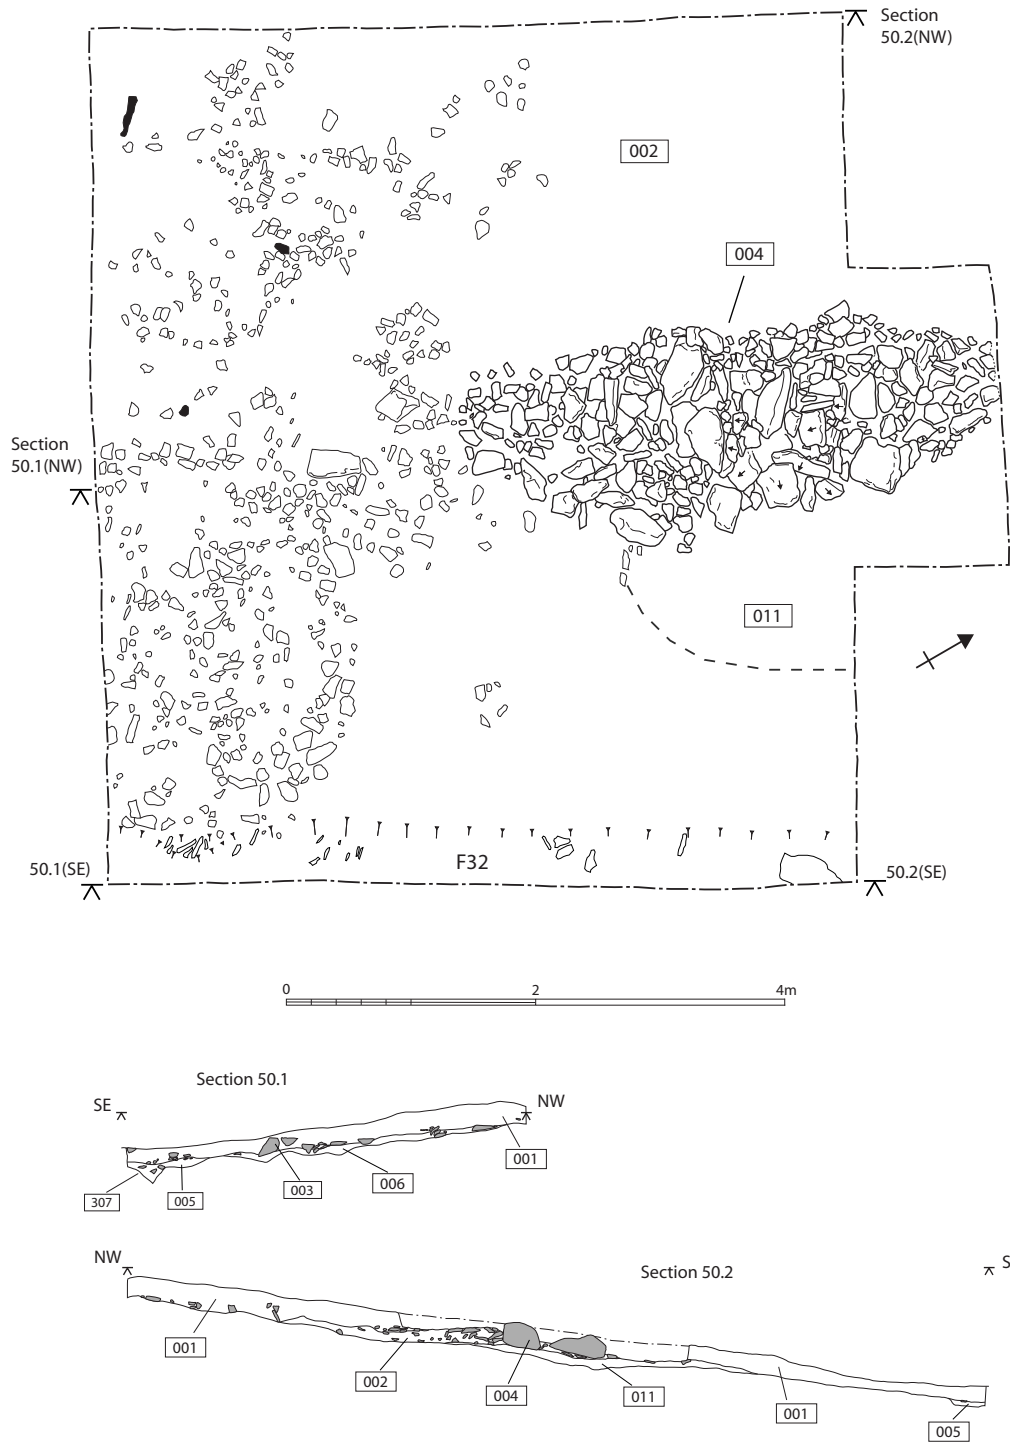 Section
50.2(NW)
002
004
Section
50.1(NW)
011
F32
50.1(SE)
50.2(SE)
0 2 4m
Section 50.1
SE NW
001
003 006
307 005
NW S
Section 50.2
001
002
004 011
001
005